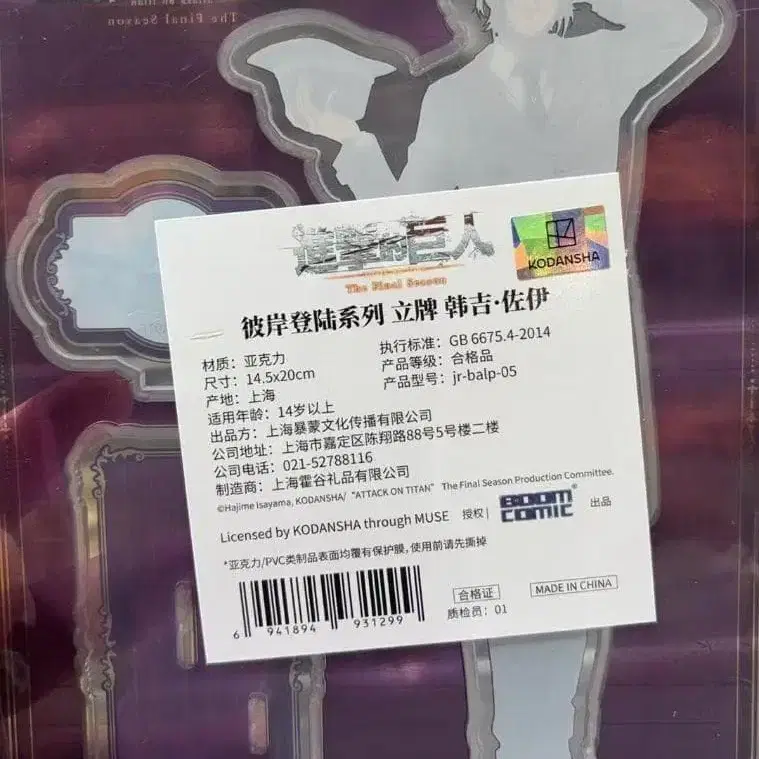 The Final Season
進撃的巨人
The Final Season
KODANSHA
彼岸登陆系列 立牌 韩吉·佐伊
材质：亚克力
尺寸：14.5x20cm
产地：上海
适用年龄：14岁以上
执行标准：GB 6675.4-2014
产品等级：合格品
产品型号：jr-balp-05
出品方：上海暴蒙文化传播有限公司
公司地址：上海市嘉定区陈翔路88号5号楼二楼
公司电话：021-52788116
制造商：上海霍谷礼品有限公司
©Hajime Isayama, KODANSHA/ "ATTACK ON TITAN" The Final Season Production Committee.
Licensed by KODANSHA through MUSE 授权 | BOOM COMIC® 出品
*亚克力/PVC类制品表面均覆有保护膜，使用前请先撕掉
6 941894 931299
合格证
质检员：01
MADE IN CHINA